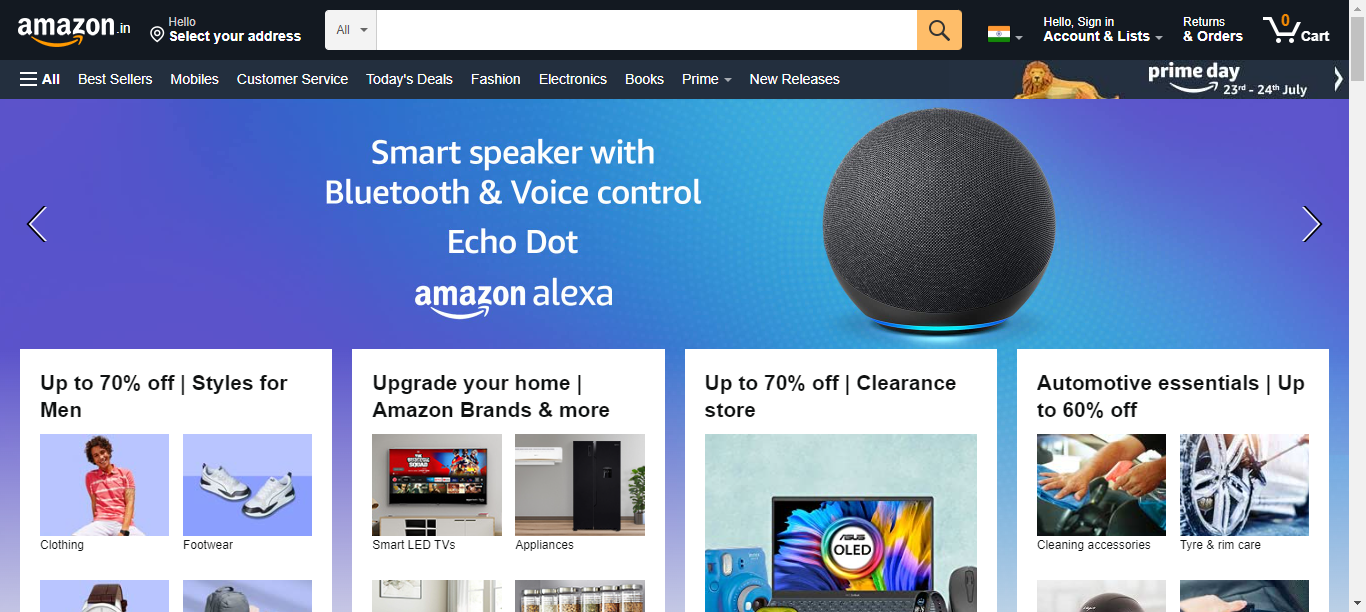 amazon.in
Hello
Select your address
All
Hello, Sign in
Account & Lists
Returns
& Orders
0
Cart
All
Best Sellers
Mobiles
Customer Service
Today's Deals
Fashion
Electronics
Books
Prime
New Releases
prime day
23rd - 24th July
Smart speaker with
Bluetooth & Voice control
Echo Dot
amazon alexa
Up to 70% off | Styles for
Men
Clothing
Footwear
Upgrade your home |
Amazon Brands & more
Smart LED TVs
Appliances
Up to 70% off | Clearance
store
ASUS
OLED
Automotive essentials | Up
to 60% off
Cleaning accessories
Tyre & rim care